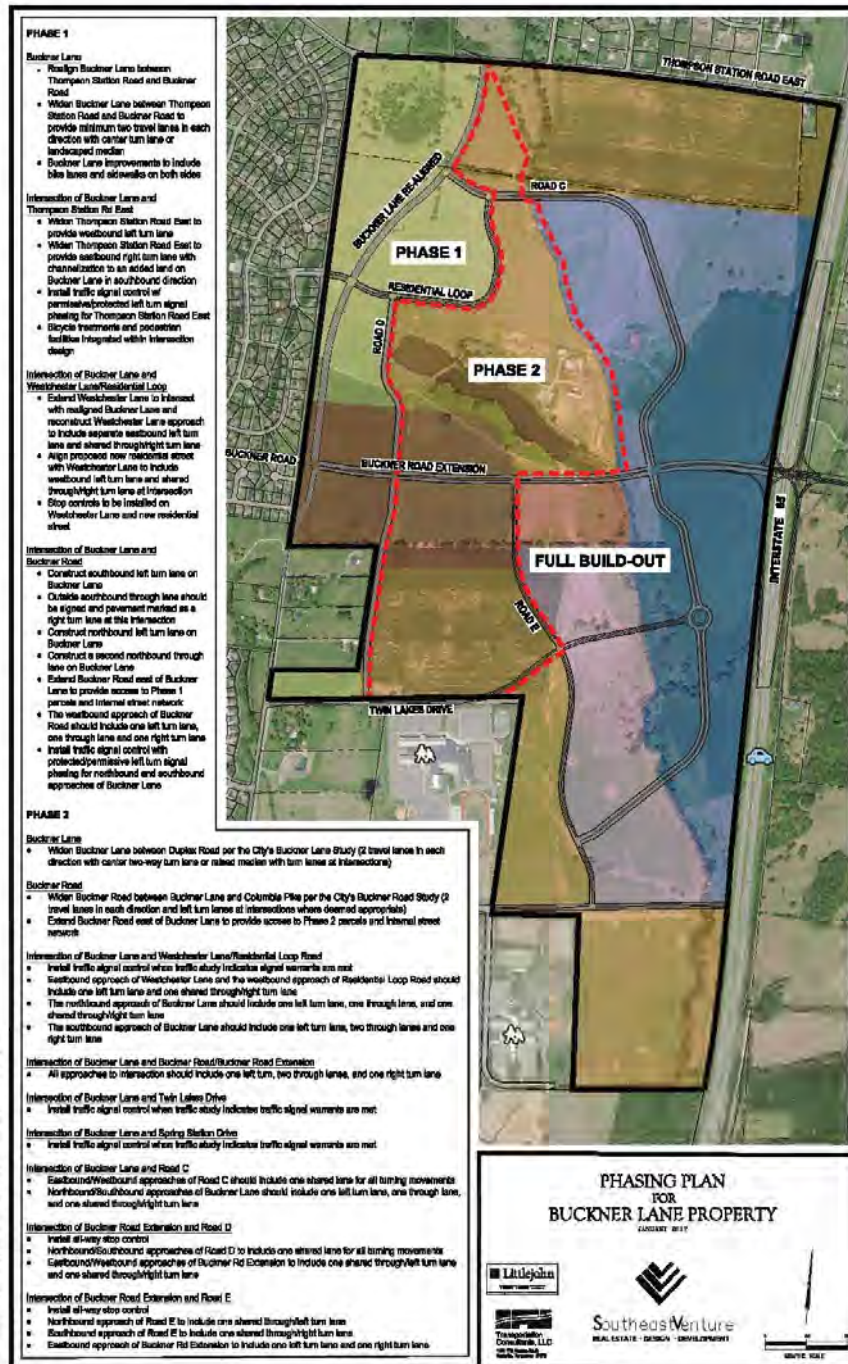 PHASE 1
Buckner Lane
Realign Buckner Lane between
Thompson Station Road and Buckner
Road
Widen Buckner Lane between Thompson
Station Road and Buckner Road to
provide minimum two travel lanes in each
direction with center turn lane or
landscaped median
Buckner Lane improvements to include
bike lanes and sidewalks on both sides
Intersection of Buckner Lane and
Thompson Station Rd East
Widen Thompson Station Road East to
provide westbound left turn lane
Widen Thompson Station Road East to
provide eastbound right turn lane with
channelization to an added land on
Buckner Lane in southbound direction
Install traffic signal control w/
permissive/protected left turn signal
phasing for Thompson Station Road East
Bicycle treatments and pedestrian
facilities integrated within intersection
design
Intersection of Buckner Lane and
Westchester Lane/Residential Loop
Extend Westchester Lane to intersect
with realigned Buckner Lane and
reconstruct Westchester Lane approach
to include separate eastbound left turn
lane and shared through/right turn lane
Align proposed new residential street
with Westchester Lane to include
westbound left turn lane and shared
through/right turn lane at intersection
Stop controls to be installed on
Westchester Lane and new residential
street
Intersection of Buckner Lane and
Buckner Road
Construct southbound left turn lane on
Buckner Lane
Outside southbound through lane should
be signed and pavement marked as a
right turn lane at this intersection
Construct northbound left turn lane on
Buckner Lane
Construct a second northbound through
lane on Buckner Lane
Extend Buckner Road east of Buckner
Lane to provide access to Phase 1
parcels and internal street network
The westbound approach of Buckner
Road should include one left turn lane,
one through lane and one right turn lane
Install traffic signal control with
protected/permissive left turn signal
phasing for northbound and southbound
approaches of Buckner Lane
PHASE 2
Buckner Lane
Widen Buckner Lane between Duplex Road per the City's Buckner Lane Study (2 travel lanes in each
direction with center two-way turn lane or raised median with turn lanes at intersections)
Buckner Road
Widen Buckner Road between Buckner Lane and Columbia Pike per the City's Buckner Road Study (2
travel lanes in each direction and left turn lanes at intersections where deemed appropriate)
Extend Buckner Road east of Buckner Lane to provide access to Phase 2 parcels and internal street
network
Intersection of Buckner Lane and Westchester Lane/Residential Loop Road
Install traffic signal control when traffic study indicates signal warrants are met
Eastbound approach of Westchester Lane and the westbound approach of Residential Loop Road should
include one left turn lane and one shared through/right turn lane
The northbound approach of Buckner Lane should include one left turn lane, one through lane, and one
shared through/right turn lane
The southbound approach of Buckner Lane should include one left turn lane, two through lanes and one
right turn lane
Intersection of Buckner Lane and Buckner Road/Buckner Road Extension
All approaches to intersection should include one left turn, two through lanes, and one right turn lane
Intersection of Buckner Lane and Twin Lakes Drive
Install traffic signal control when traffic study indicates traffic signal warrants are met
Intersection of Buckner Lane and Spring Station Drive
Install traffic signal control when traffic study indicates traffic signal warrants are met
Intersection of Buckner Lane and Road C
Eastbound/Westbound approaches of Road C should include one shared lane for all turning movements
Northbound/Southbound approaches of Buckner Lane should include one left turn lane, one through lane,
and one shared through/right turn lane
Intersection of Buckner Road Extension and Road D
Install all-way stop control
Northbound/Southbound approaches of Road D to include one shared lane for all turning movements
Eastbound/Westbound approaches of Buckner Rd Extension to include one shared through/left turn lane
and one shared through/right turn lane
Intersection of Buckner Road Extension and Road E
Install all-way stop control
Northbound approach of Road E to include one shared through/left turn lane
Southbound approach of Road E to include one shared through/right turn lane
Eastbound approach of Buckner Rd Extension to include one left turn lane and one right turn lane
THOMPSON STATION ROAD EAST
BUCKNER LANE RE-ALIGNED
ROAD C
PHASE 1
RESIDENTIAL LOOP
ROAD D
PHASE 2
BUCKNER ROAD
BUCKNER ROAD EXTENSION
INTERSTATE 65
FULL BUILD-OUT
ROAD E
TWIN LAKES DRIVE
PHASING PLAN
FOR
BUCKNER LANE PROPERTY
JANUARY 2017
Littlejohn
Transportation
Consultants, LLC
SoutheastVenture
REAL ESTATE · DESIGN · DEVELOPMENT